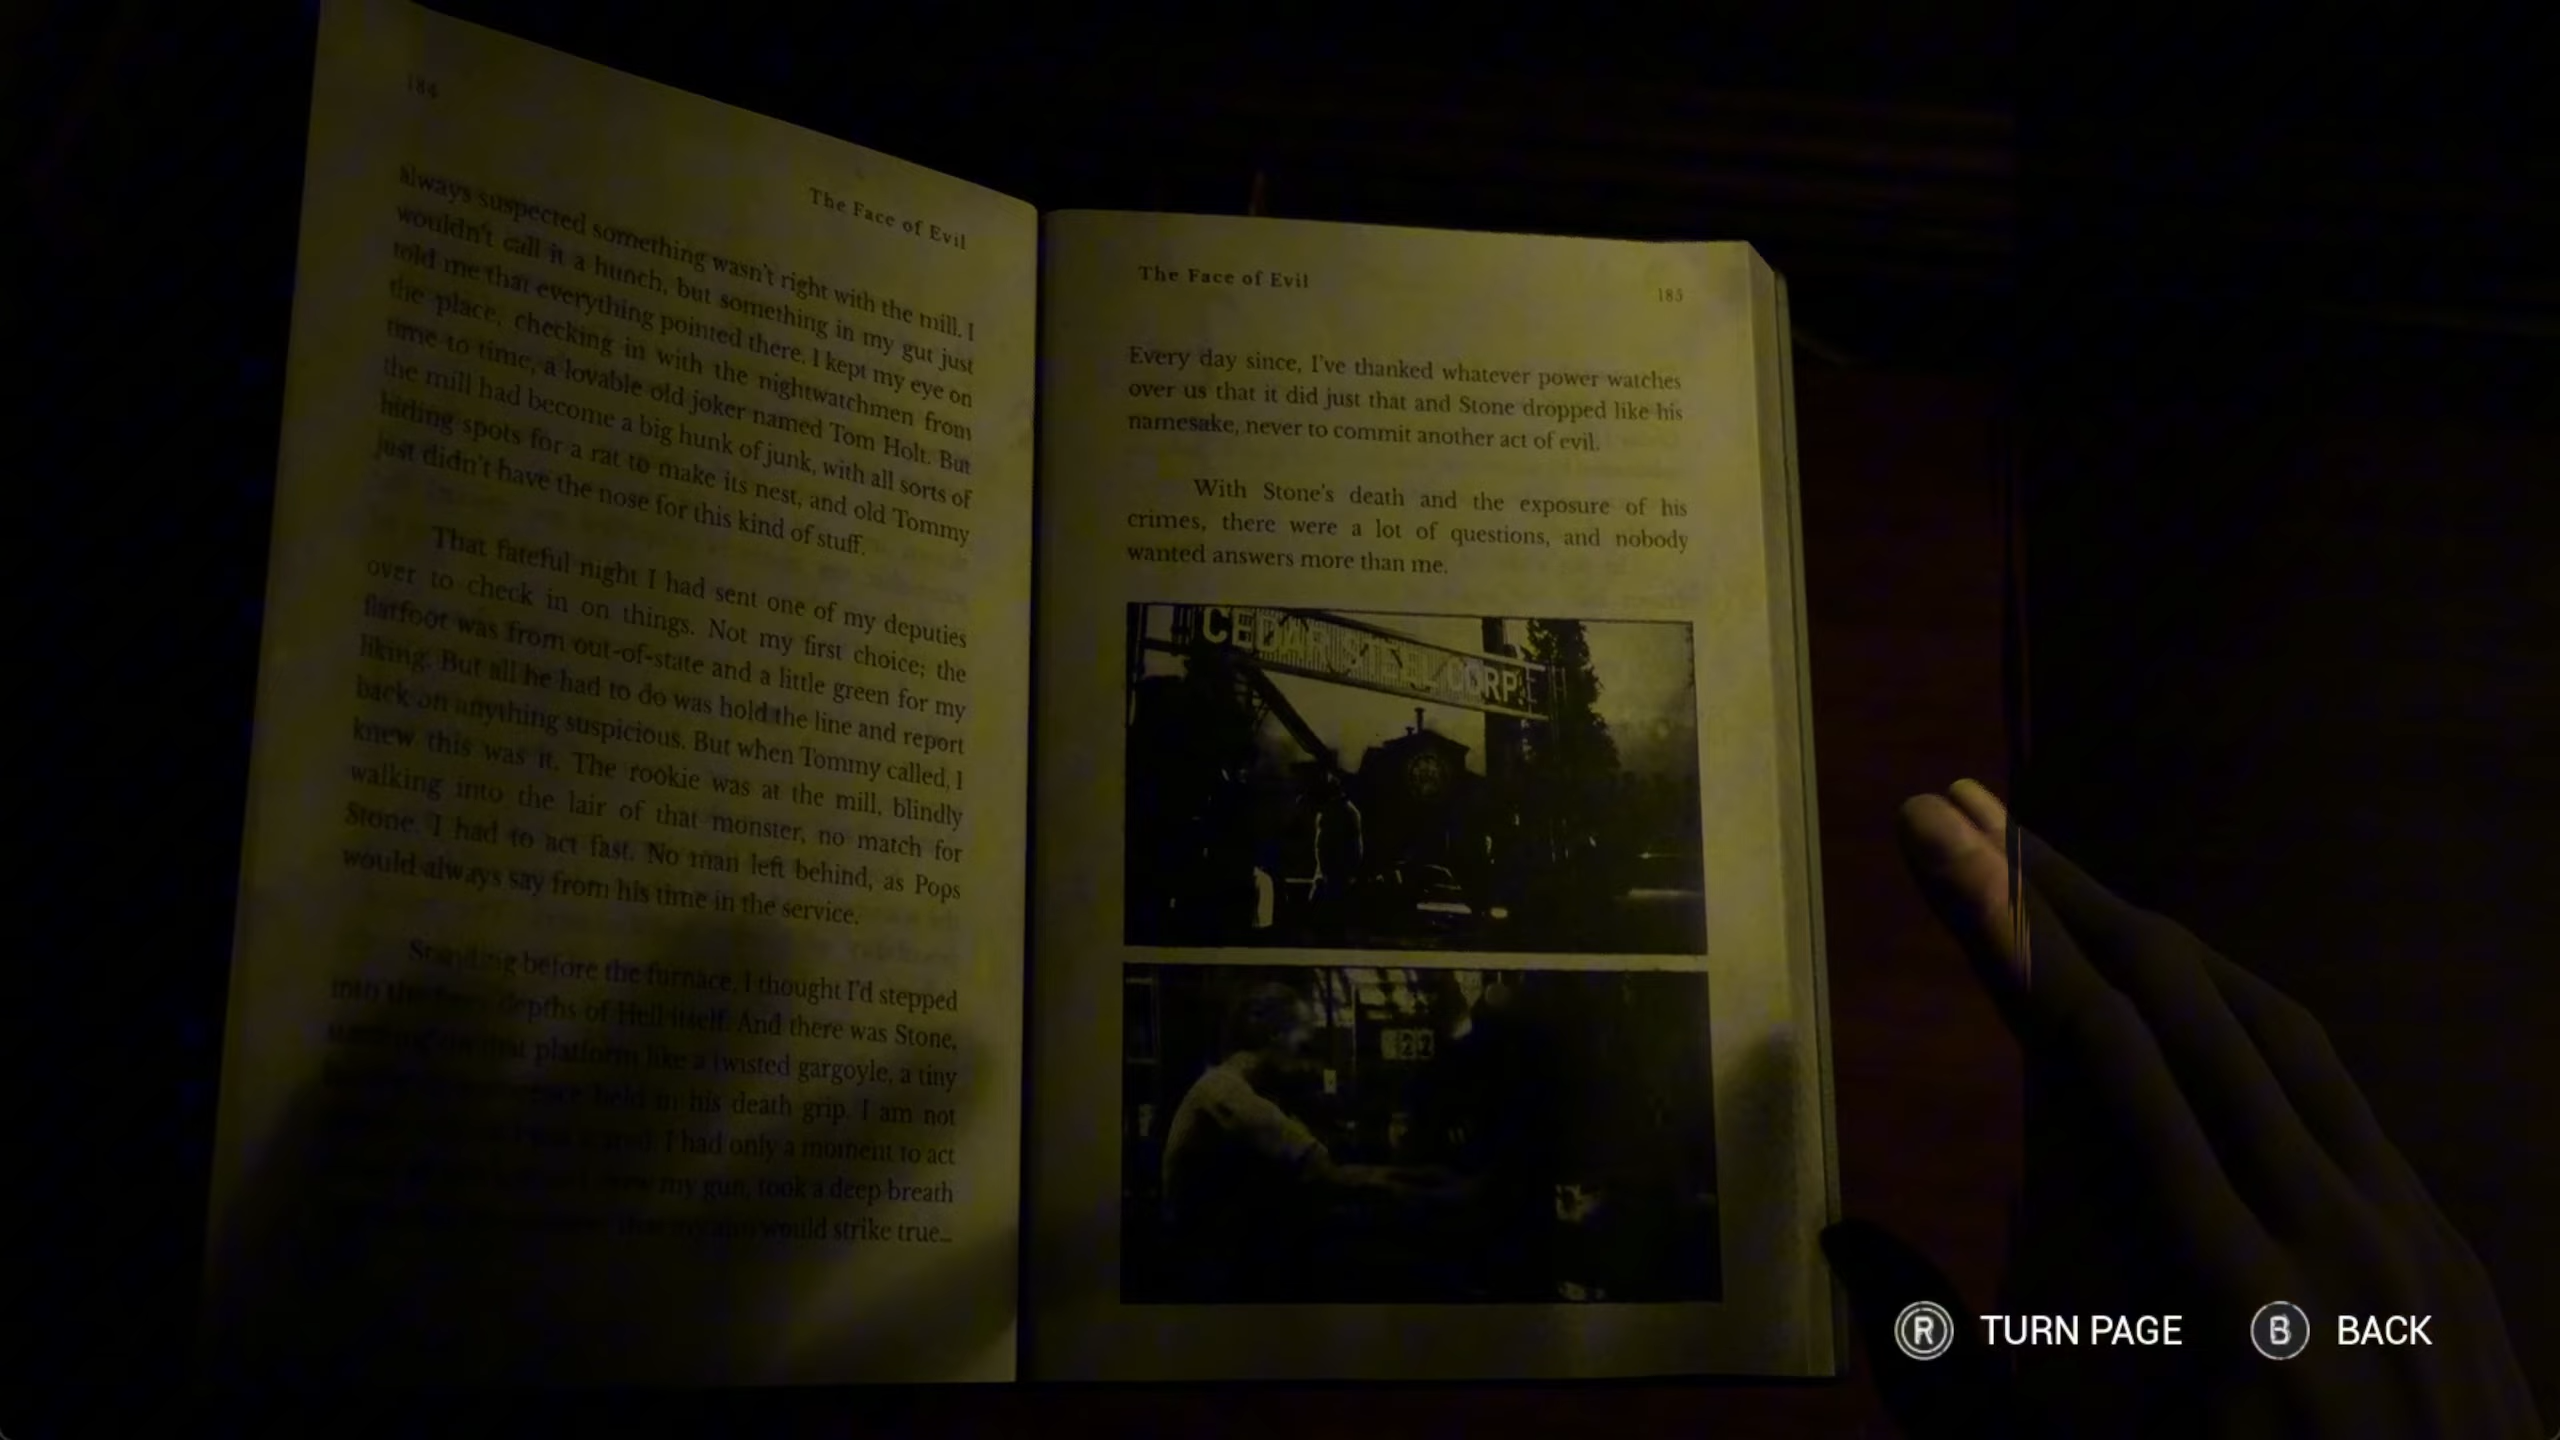 184
The Face of Evil
always suspected something wasn't right with the mill. I
wouldn't call it a hunch, but something in my gut just
told me that everything pointed there. I kept my eye on
the place, checking in with the nightwatchmen from
time to time, a lovable old joker named Tom Holt. But
the mill had become a big hunk of junk, with all sorts of
hiding spots for a rat to make its nest, and old Tommy
just didn't have the nose for this kind of stuff.
That fateful night I had sent one of my deputies
over to check in on things. Not my first choice; the
flatfoot was from out-of-state and a little green for my
liking. But all he had to do was hold the line and report
back on anything suspicious. But when Tommy called, I
knew this was it. The rookie was at the mill, blindly
walking into the lair of that monster, no match for
Stone. I had to act fast. No man left behind, as Pops
would always say from his time in the service.
Standing before the furnace, I thought I'd stepped
into the depths of Hell itself. And there was Stone,
platform like a twisted gargoyle, a tiny
held in his death grip. I am not
I had only a moment to act
my gun, took a deep breath
would strike true...
The Face of Evil
185
Every day since, I've thanked whatever power watches
over us that it did just that and Stone dropped like his
namesake, never to commit another act of evil.
With Stone's death and the exposure of his
crimes, there were a lot of questions, and nobody
wanted answers more than me.
CEDAR STEEL CORP.
22
R TURN PAGE
B BACK